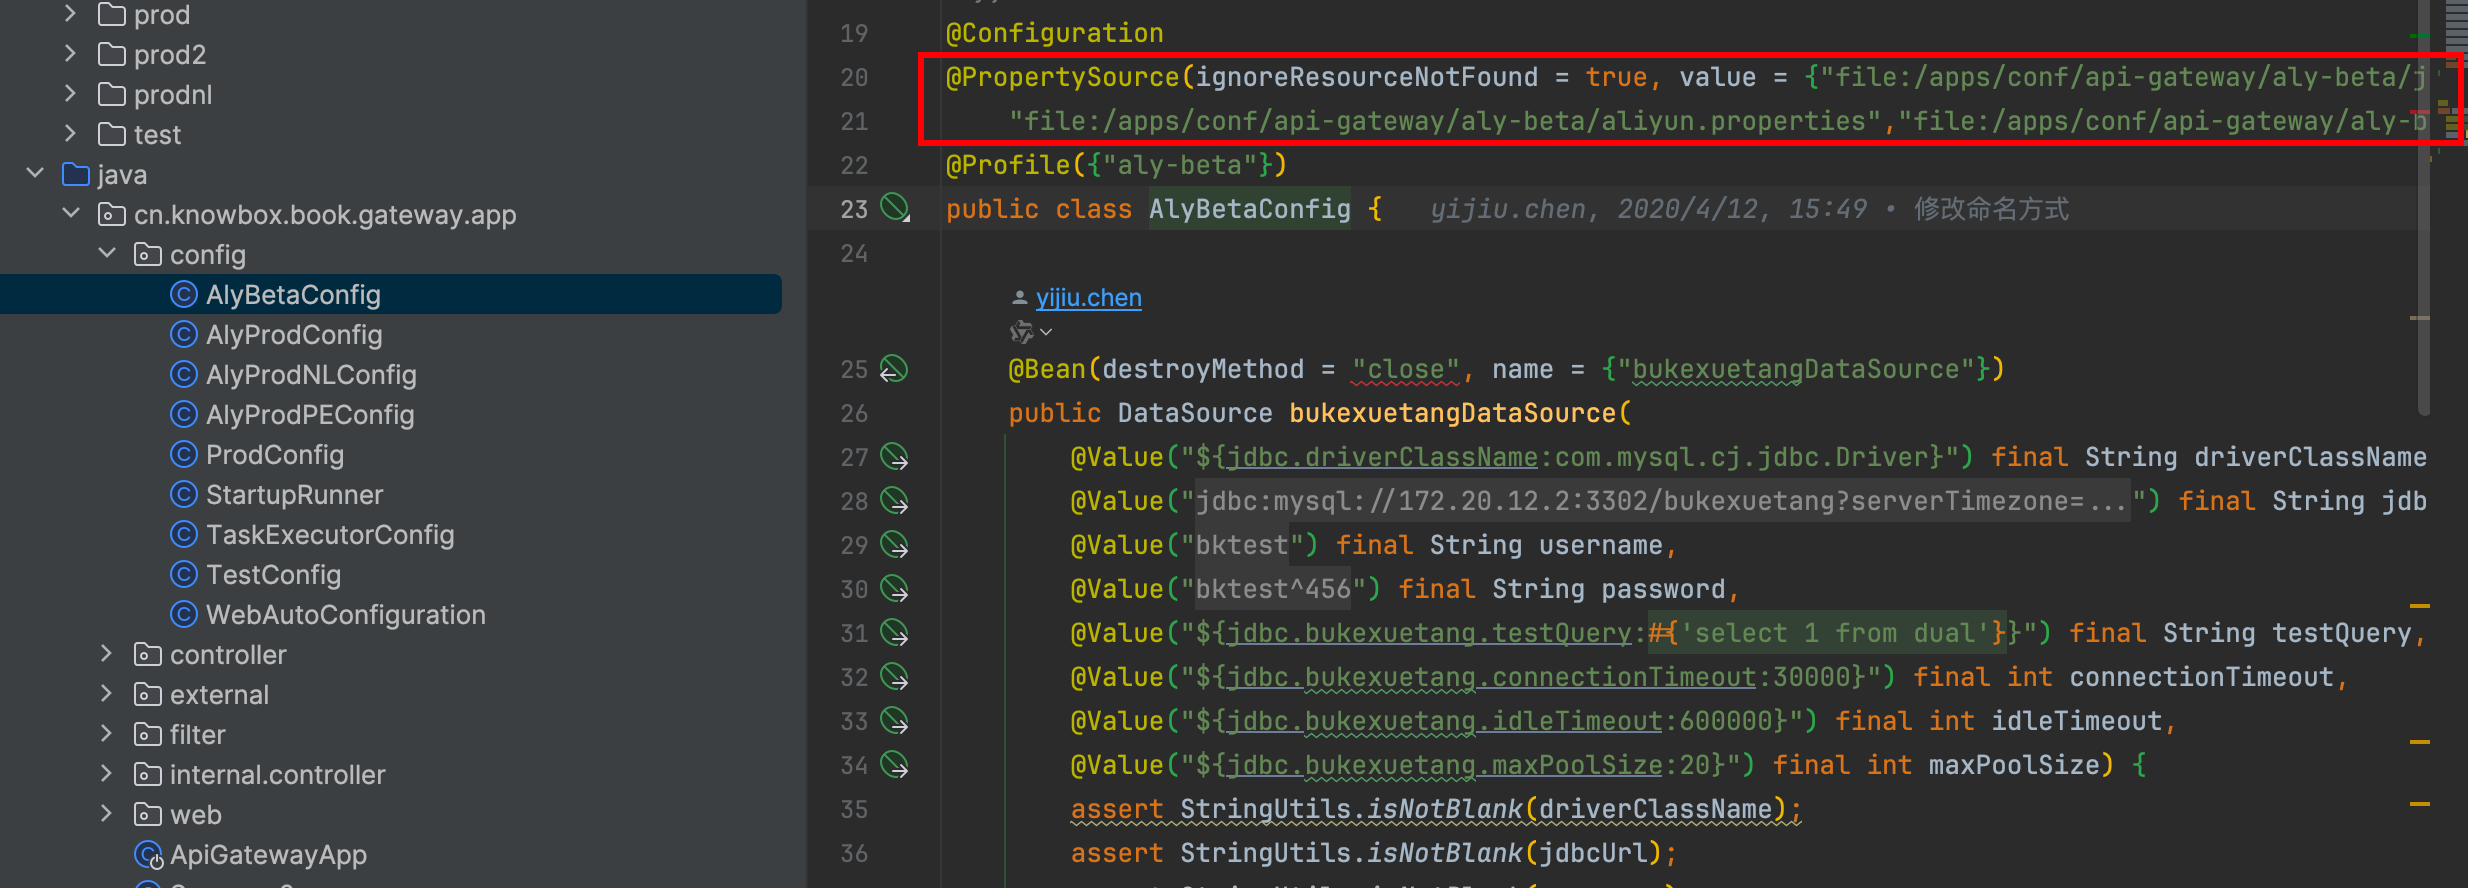 prod
prod2
prodnl
test
java
cn.knowbox.book.gateway.app
config
AlyBetaConfig
AlyProdConfig
AlyProdNLConfig
AlyProdPEConfig
ProdConfig
StartupRunner
TaskExecutorConfig
TestConfig
WebAutoConfiguration
controller
external
filter
internal.controller
web
ApiGatewayApp
19 @Configuration
20 @PropertySource(ignoreResourceNotFound = true, value = {"file:/apps/conf/api-gateway/aly-beta/j
21 "file:/apps/conf/api-gateway/aly-beta/aliyun.properties","file:/apps/conf/api-gateway/aly-b
22 @Profile({"aly-beta"})
23 public class AlyBetaConfig { yijiu.chen, 2020/4/12, 15:49 • 修改命名方式
24
yijiu.chen
25 @Bean(destroyMethod = "close", name = {"bukexuetangDataSource"})
26 public DataSource bukexuetangDataSource(
27 @Value("${jdbc.driverClassName:com.mysql.cj.jdbc.Driver}") final String driverClassName
28 @Value("jdbc:mysql://172.20.12.2:3302/bukexuetang?serverTimezone=...") final String jdb
29 @Value("bktest") final String username,
30 @Value("bktest^456") final String password,
31 @Value("${jdbc.bukexuetang.testQuery:#{'select 1 from dual'}}") final String testQuery,
32 @Value("${jdbc.bukexuetang.connectionTimeout:30000}") final int connectionTimeout,
33 @Value("${jdbc.bukexuetang.idleTimeout:600000}") final int idleTimeout,
34 @Value("${jdbc.bukexuetang.maxPoolSize:20}") final int maxPoolSize) {
35 assert StringUtils.isNotBlank(driverClassName);
36 assert StringUtils.isNotBlank(jdbcUrl);